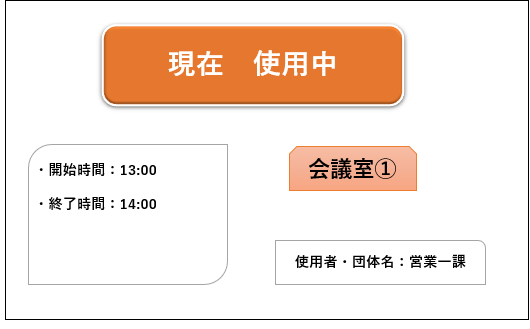 現在　使用中
・開始時間：13:00
・終了時間：14:00
会議室①
使用者・団体名：営業一課